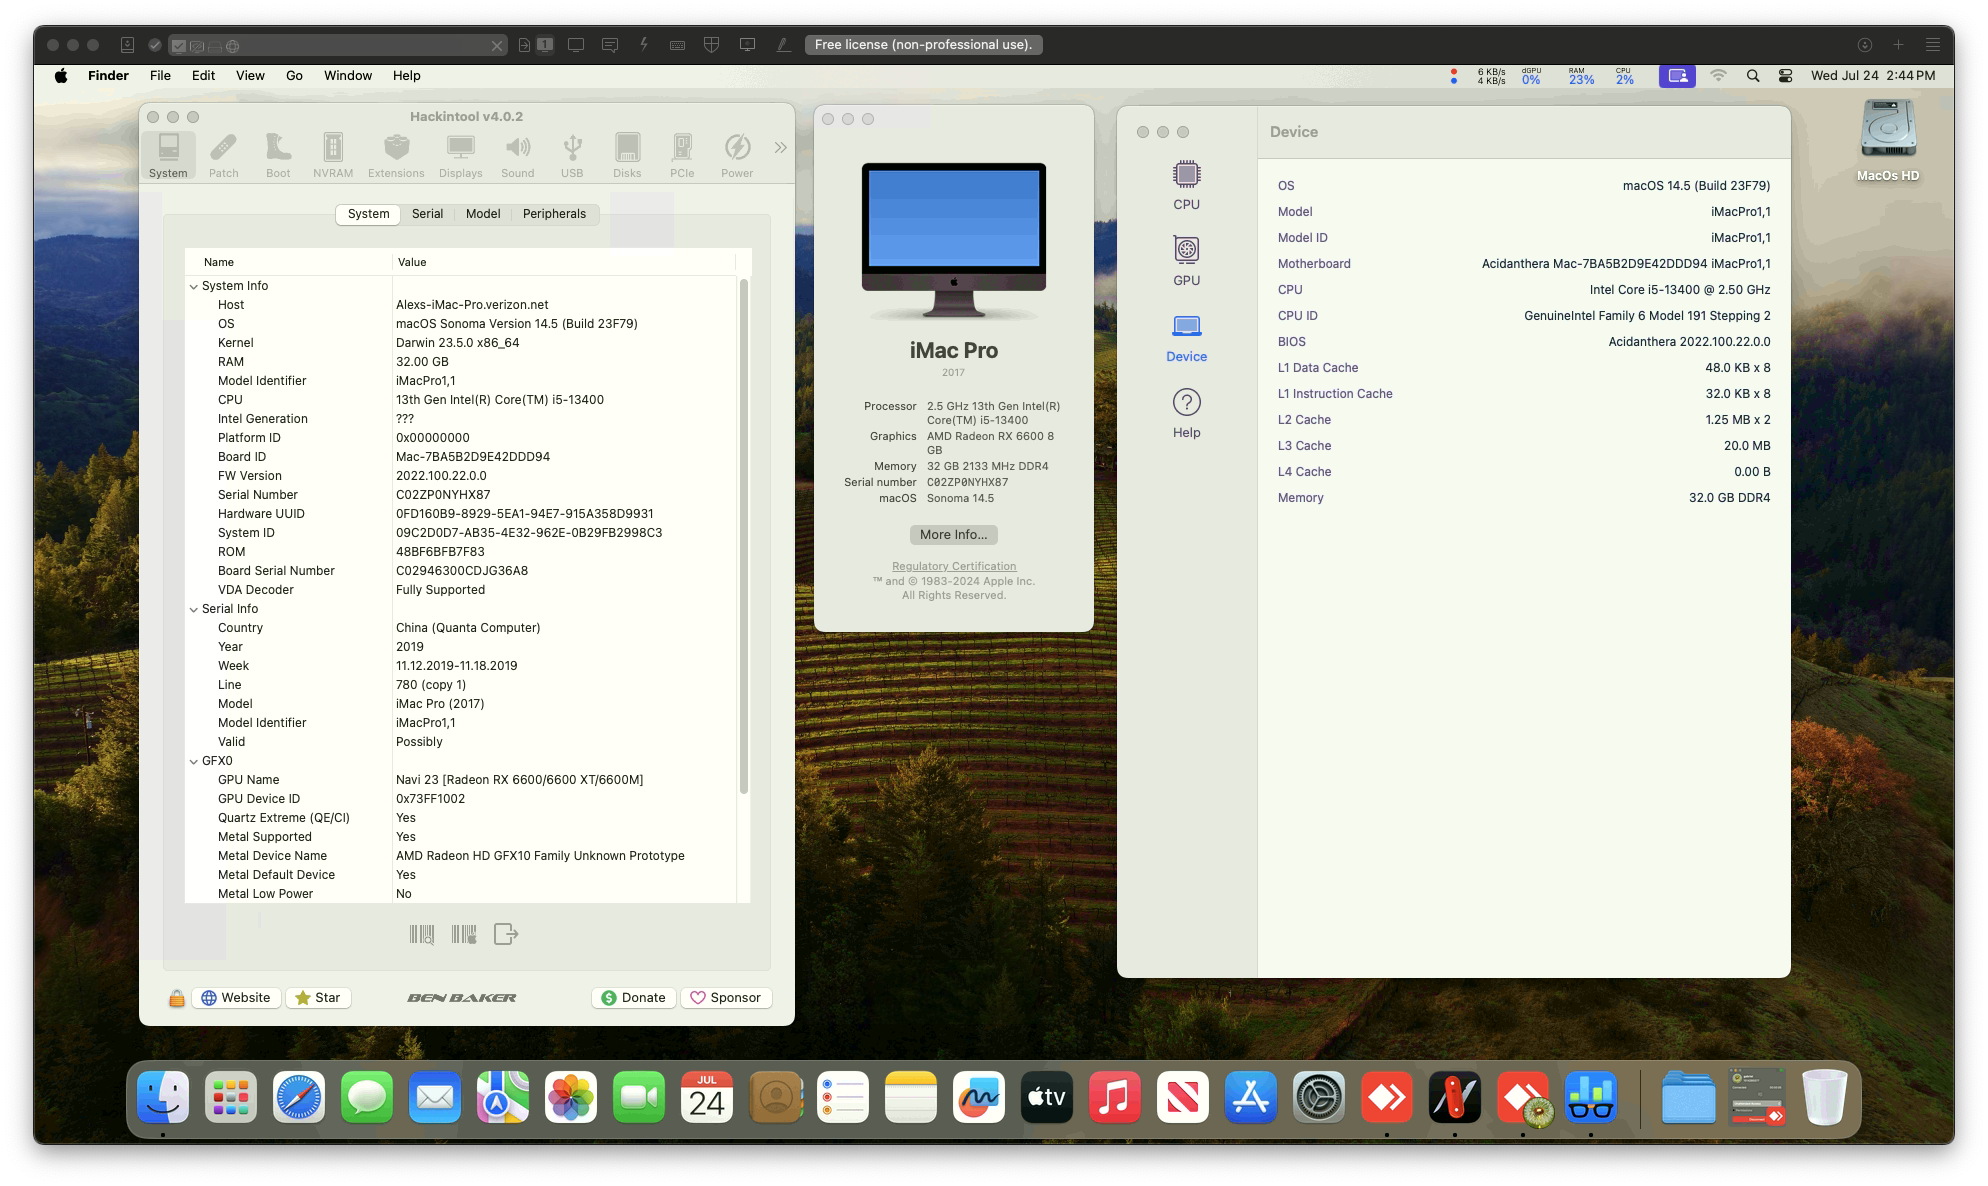 1
Free license (non-professional use).
Finder File Edit View Go Window Help
6 KB/s
4 KB/s
dGPU
0%
RAM
23%
CPU
2%
Wed Jul 24 2:44 PM
Hackintool v4.0.2
System Patch Boot NVRAM Extensions Displays Sound USB Disks PCIe Power
System Serial Model Peripherals
Name Value
System Info
Host Alexs-iMac-Pro.verizon.net
OS macOS Sonoma Version 14.5 (Build 23F79)
Kernel Darwin 23.5.0 x86_64
RAM 32.00 GB
Model Identifier iMacPro1,1
CPU 13th Gen Intel(R) Core(TM) i5-13400
Intel Generation ???
Platform ID 0x00000000
Board ID Mac-7BA5B2D9E42DDD94
FW Version 2022.100.22.0.0
Serial Number C02ZP0NYHX87
Hardware UUID 0FD160B9-8929-5EA1-94E7-915A358D9931
System ID 09C2D0D7-AB35-4E32-962E-0B29FB2998C3
ROM 48BF6BFB7F83
Board Serial Number C02946300CDJG36A8
VDA Decoder Fully Supported
Serial Info
Country China (Quanta Computer)
Year 2019
Week 11.12.2019-11.18.2019
Line 780 (copy 1)
Model iMac Pro (2017)
Model Identifier iMacPro1,1
Valid Possibly
GFX0
GPU Name Navi 23 [Radeon RX 6600/6600 XT/6600M]
GPU Device ID 0x73FF1002
Quartz Extreme (QE/CI) Yes
Metal Supported Yes
Metal Device Name AMD Radeon HD GFX10 Family Unknown Prototype
Metal Default Device Yes
Metal Low Power No
Website Star BEN BAKER Donate Sponsor
iMac Pro
2017
Processor 2.5 GHz 13th Gen Intel(R)
Core(TM) i5-13400
Graphics AMD Radeon RX 6600 8
GB
Memory 32 GB 2133 MHz DDR4
Serial number C02ZP0NYHX87
macOS Sonoma 14.5
More Info...
Regulatory Certification
™ and © 1983-2024 Apple Inc.
All Rights Reserved.
CPU
GPU
Device
Help
Device
OS macOS 14.5 (Build 23F79)
Model iMacPro1,1
Model ID iMacPro1,1
Motherboard Acidanthera Mac-7BA5B2D9E42DDD94 iMacPro1,1
CPU Intel Core i5-13400 @ 2.50 GHz
CPU ID GenuineIntel Family 6 Model 191 Stepping 2
BIOS Acidanthera 2022.100.22.0.0
L1 Data Cache 48.0 KB x 8
L1 Instruction Cache 32.0 KB x 8
L2 Cache 1.25 MB x 2
L3 Cache 20.0 MB
L4 Cache 0.00 B
Memory 32.0 GB DDR4
MacOs HD
JUL
24
tv